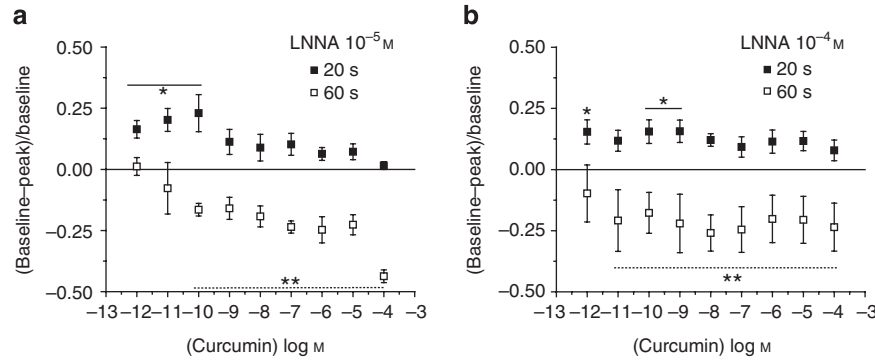 a
LNNA 10⁻⁵ M
■ 20 s
□ 60 s
*
**
(Baseline–peak)/baseline
0.50
0.25
0.00
−0.25
−0.50
−13 −12 −11 −10 −9 −8 −7 −6 −5 −4 −3
(Curcumin) log M
b
LNNA 10⁻⁴ M
■ 20 s
□ 60 s
*
*
**
(Baseline–peak)/baseline
0.50
0.25
0.00
−0.25
−0.50
−13 −12 −11 −10 −9 −8 −7 −6 −5 −4 −3
(Curcumin) log M